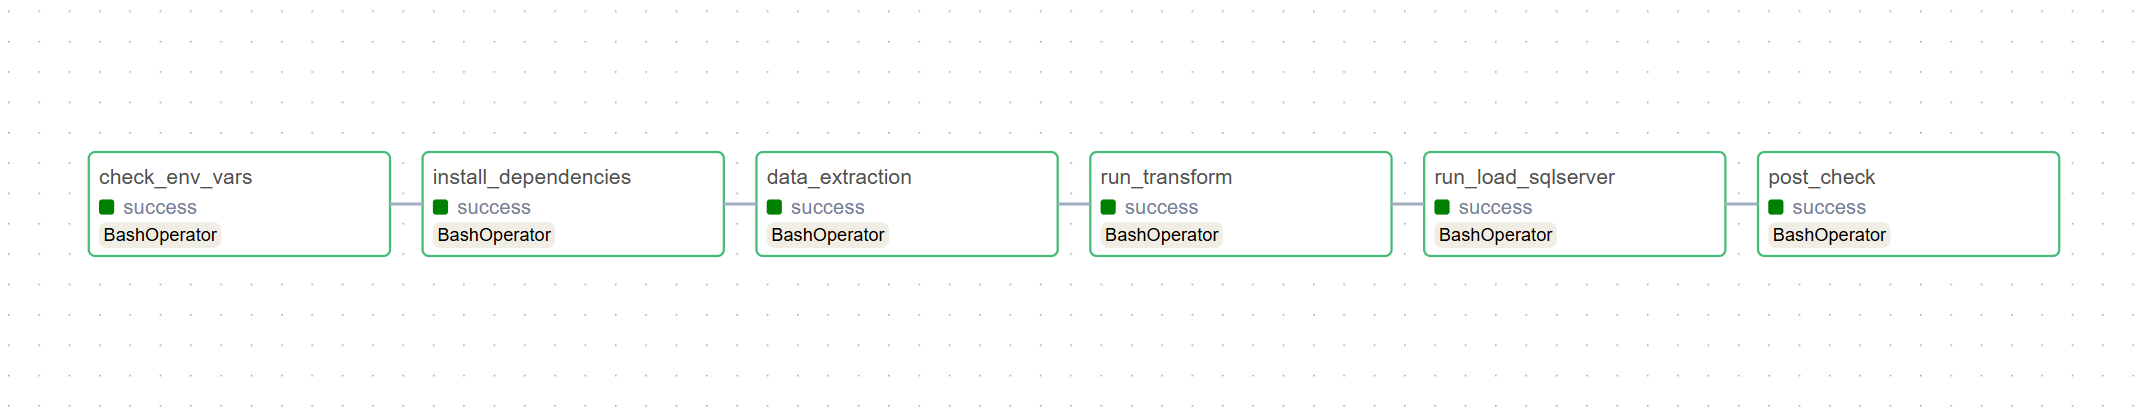 check_env_vars
success
BashOperator
install_dependencies
success
BashOperator
data_extraction
success
BashOperator
run_transform
success
BashOperator
run_load_sqlserver
success
BashOperator
post_check
success
BashOperator